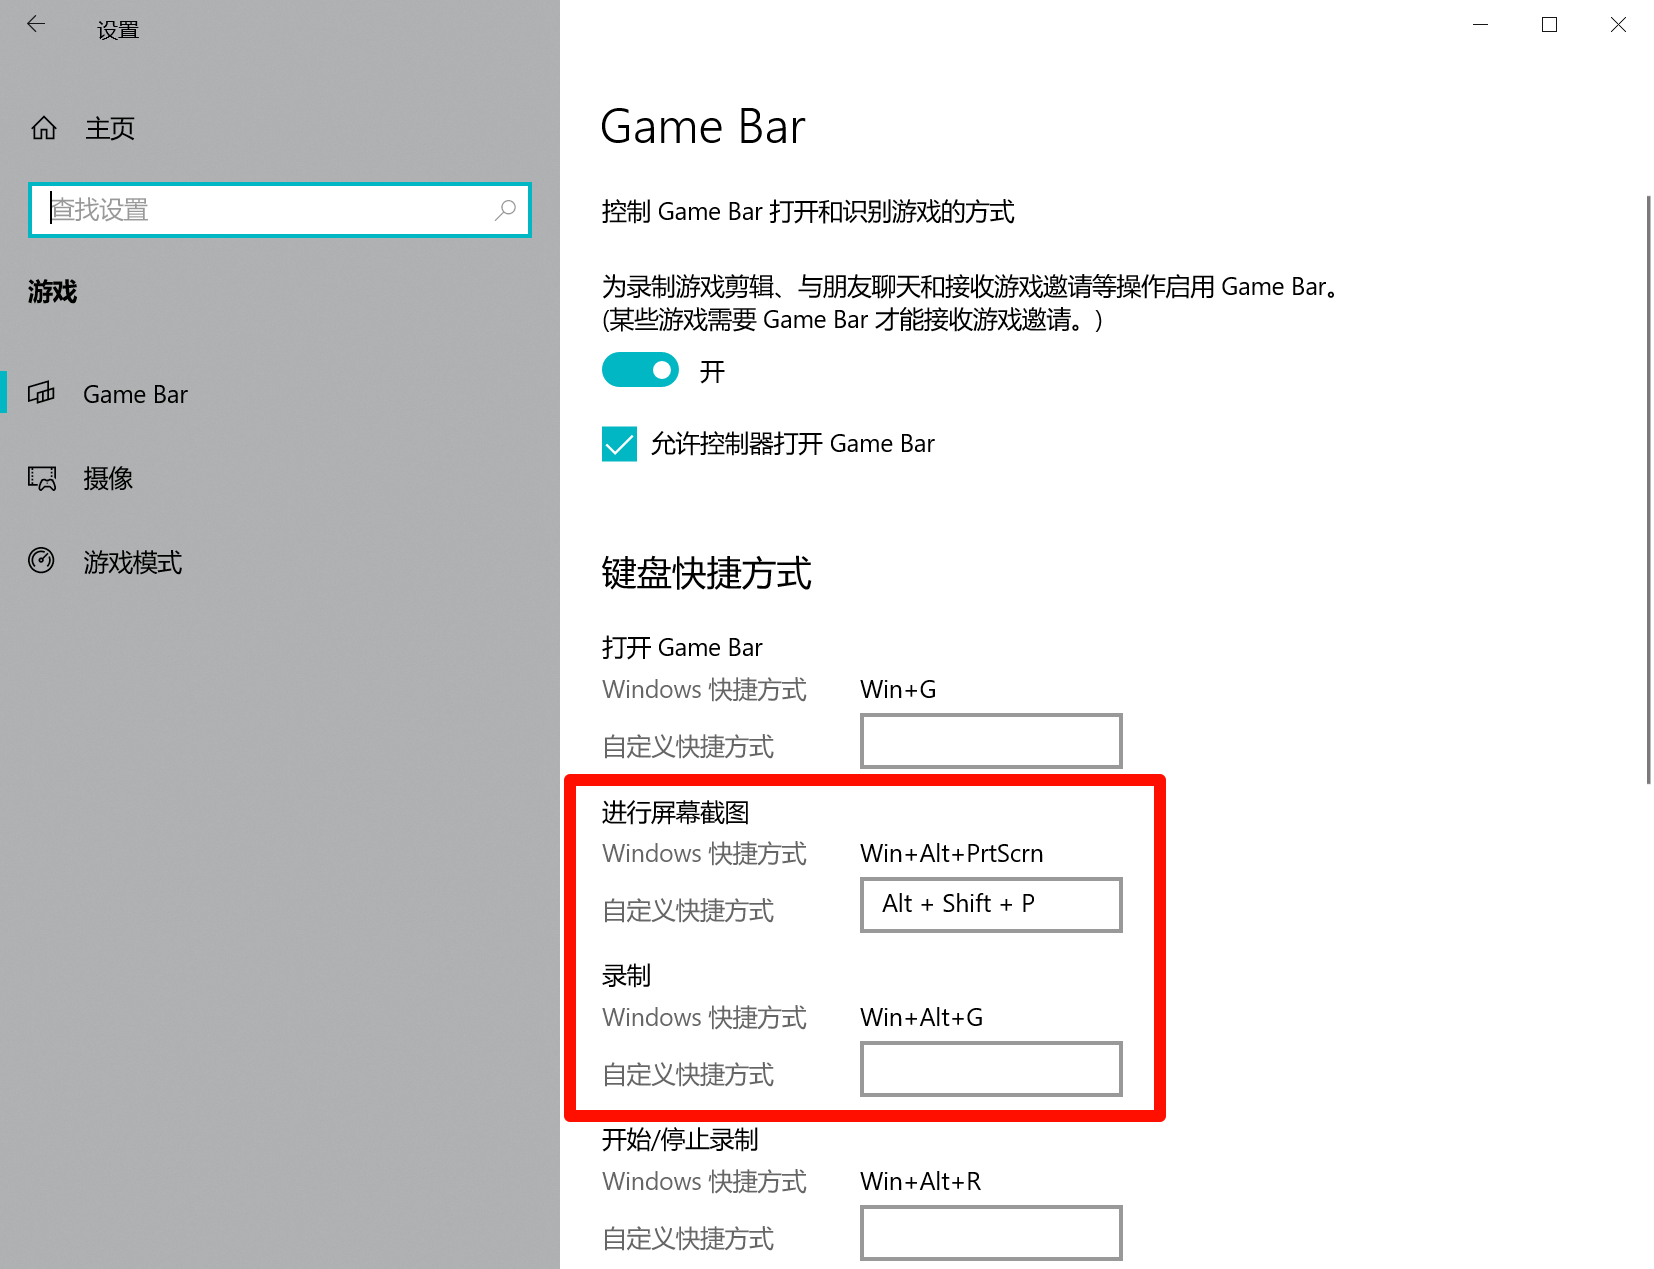 设置
主页
查找设置
游戏
Game Bar
摄像
游戏模式
Game Bar
控制 Game Bar 打开和识别游戏的方式
为录制游戏剪辑、与朋友聊天和接收游戏邀请等操作启用 Game Bar。
(某些游戏需要 Game Bar 才能接收游戏邀请。)
开
允许控制器打开 Game Bar
键盘快捷方式
打开 Game Bar
Windows 快捷方式 Win+G
自定义快捷方式
进行屏幕截图
Windows 快捷方式 Win+Alt+PrtScrn
自定义快捷方式 Alt + Shift + P
录制
Windows 快捷方式 Win+Alt+G
自定义快捷方式
开始/停止录制
Windows 快捷方式 Win+Alt+R
自定义快捷方式